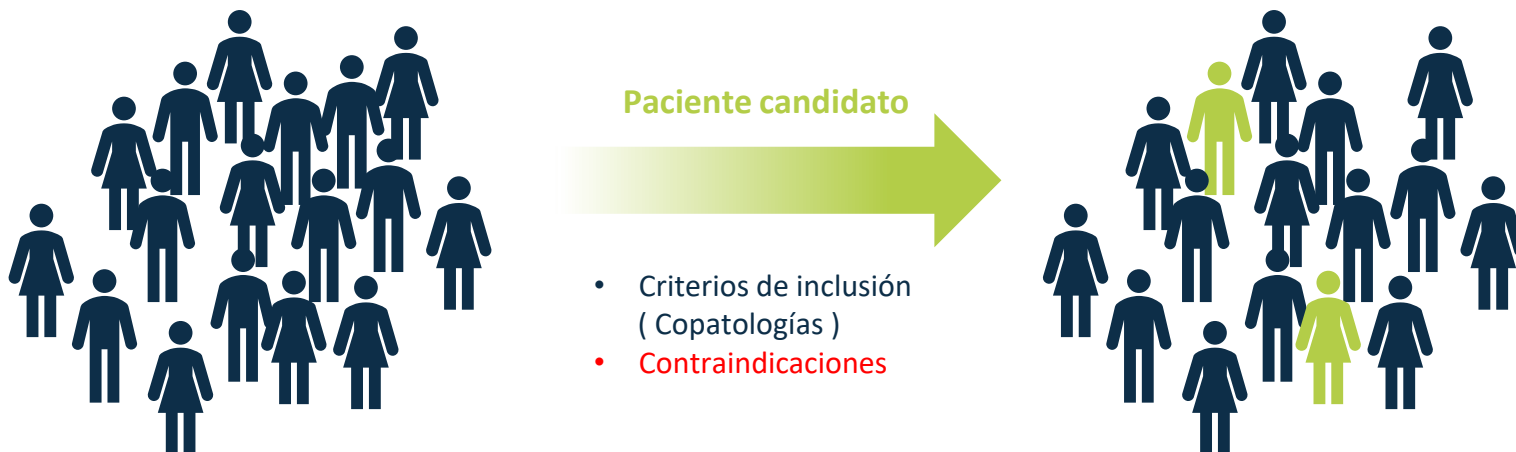 Paciente candidato
• Criterios de inclusión
( Copatologías )
• Contraindicaciones